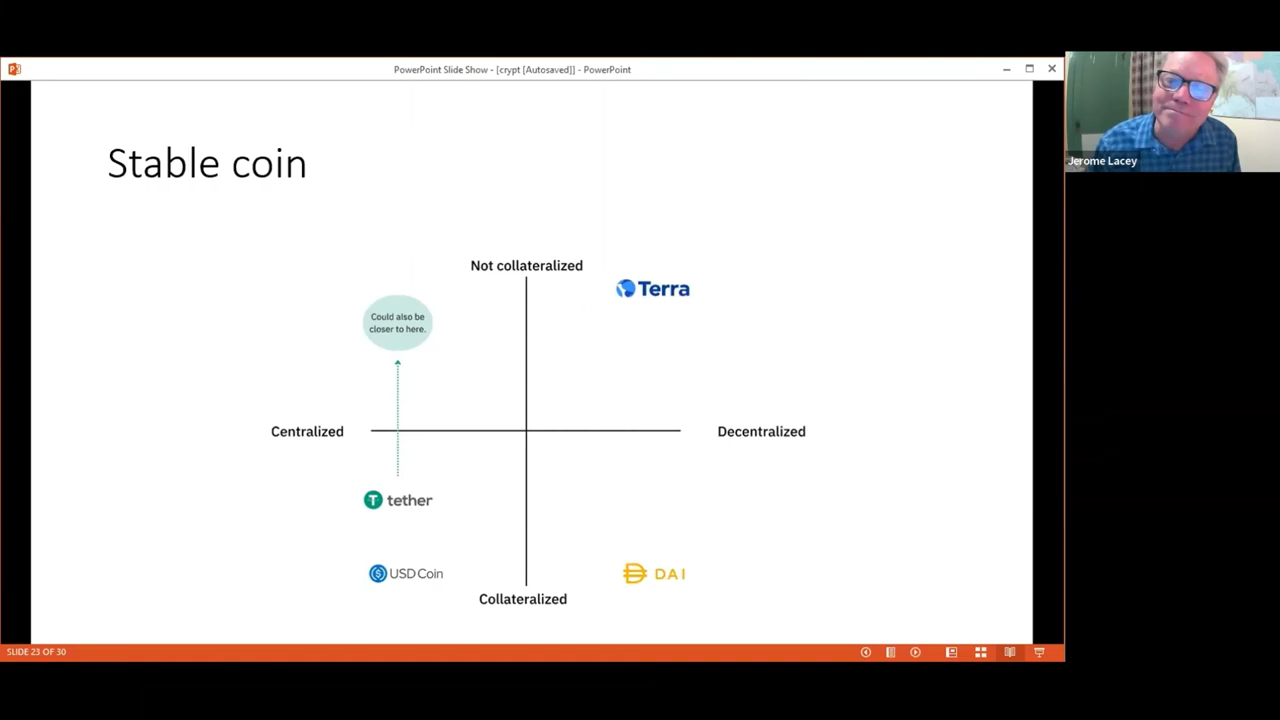 PowerPoint Slide Show - [crypt [Autosaved]] - PowerPoint
Jerome Lacey
Stable coin
Not collateralized
Terra
Could also be
closer to here.
Centralized
Decentralized
T tether
USD Coin
DAI
Collateralized
SLIDE 23 OF 30